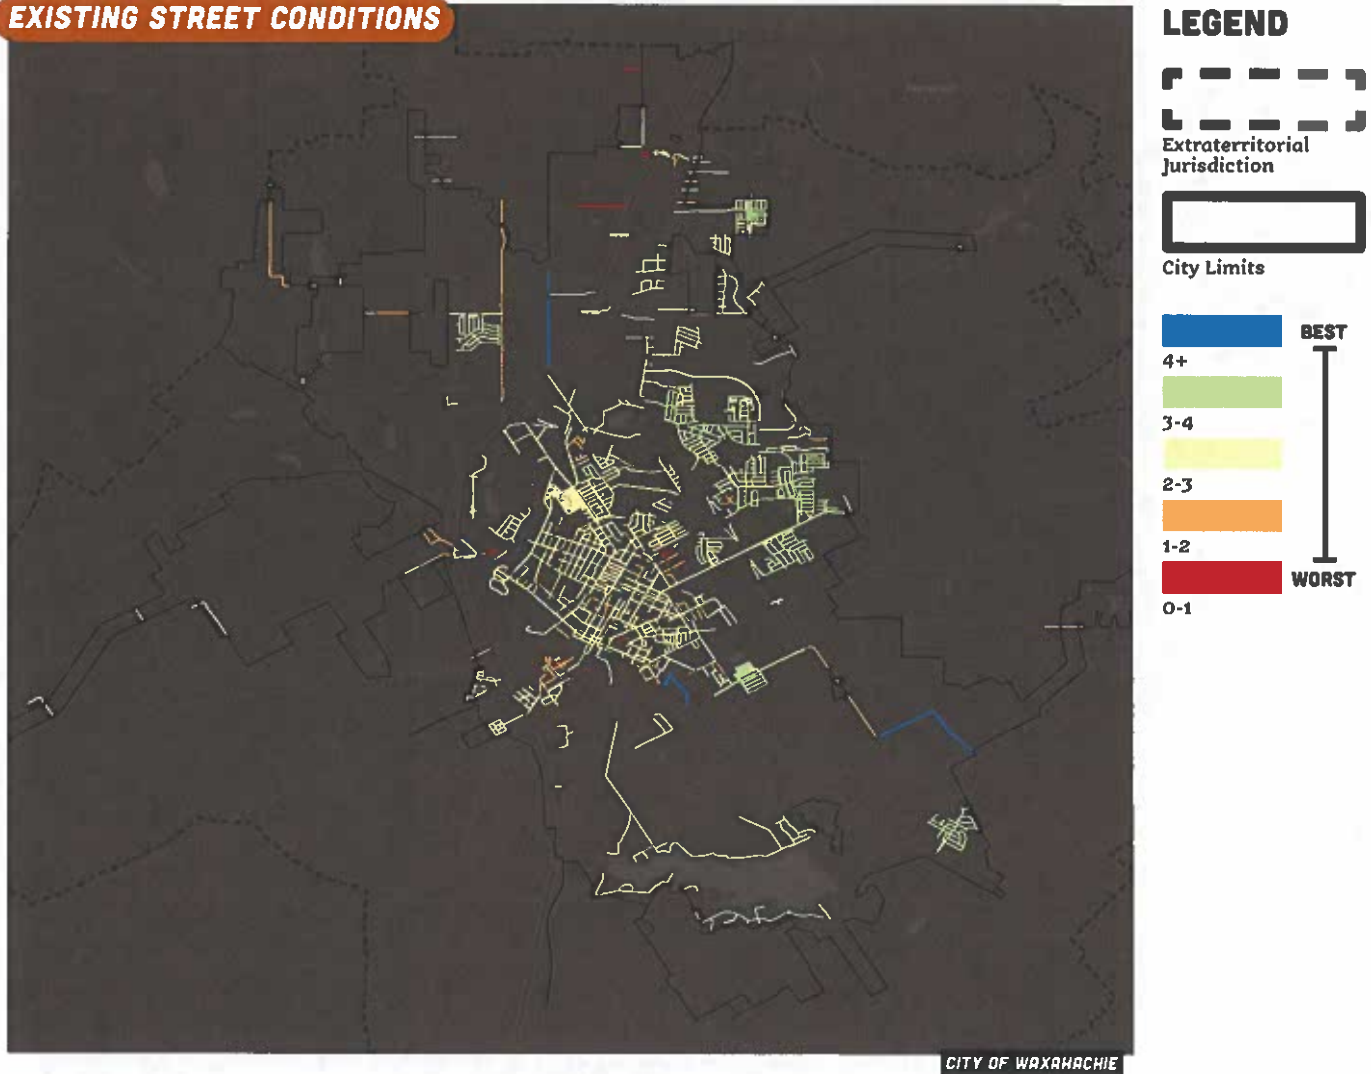 EXISTING STREET CONDITIONS
LEGEND
Extraterritorial
Jurisdiction
City Limits
BEST
4+
3-4
2-3
1-2
WORST
0-1
CITY OF WAXAHACHIE